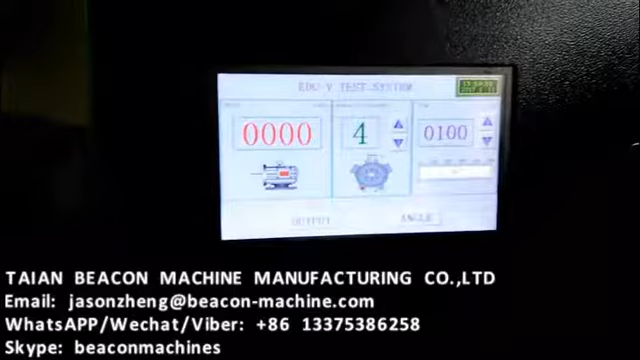 EDC-V TEST SYSTEM
0000
4
0100
OUTPUT
ANGLE
TAIAN BEACON MACHINE MANUFACTURING CO.,LTD
Email: jasonzheng@beacon-machine.com
WhatsAPP/Wechat/Viber: +86 13375386258
Skype: beaconmachines